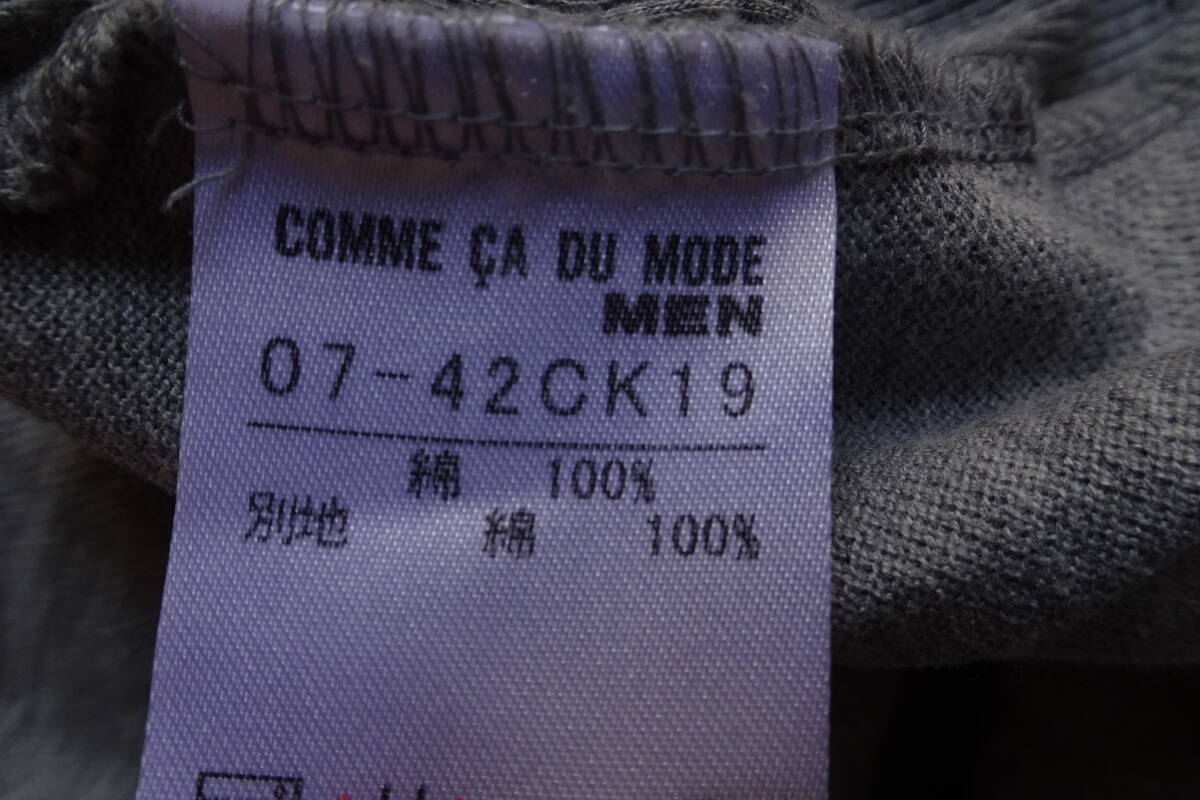 COMME ÇA DU MODE
MEN
07-42CK19
綿 100%
別地 綿 100%